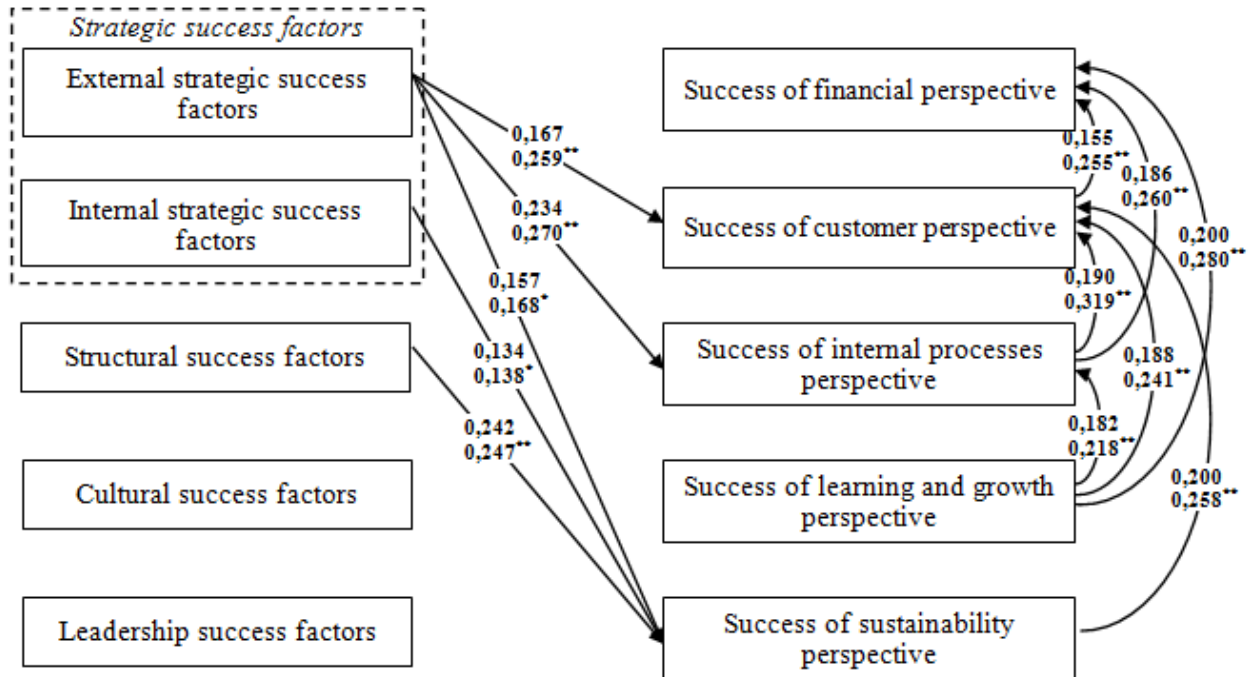 Strategic success factors
External strategic success
factors
Internal strategic success
factors
Structural success factors
Cultural success factors
Leadership success factors
0,167
0,259**
0,234
0,270**
0,157
0,168*
0,134
0,138*
0,242
0,247**
Success of financial perspective
Success of customer perspective
Success of internal processes
perspective
Success of learning and growth
perspective
Success of sustainability
perspective
0,155
0,255**
0,186
0,260**
0,200
0,280**
0,190
0,319**
0,188
0,241**
0,182
0,218**
0,200
0,258**